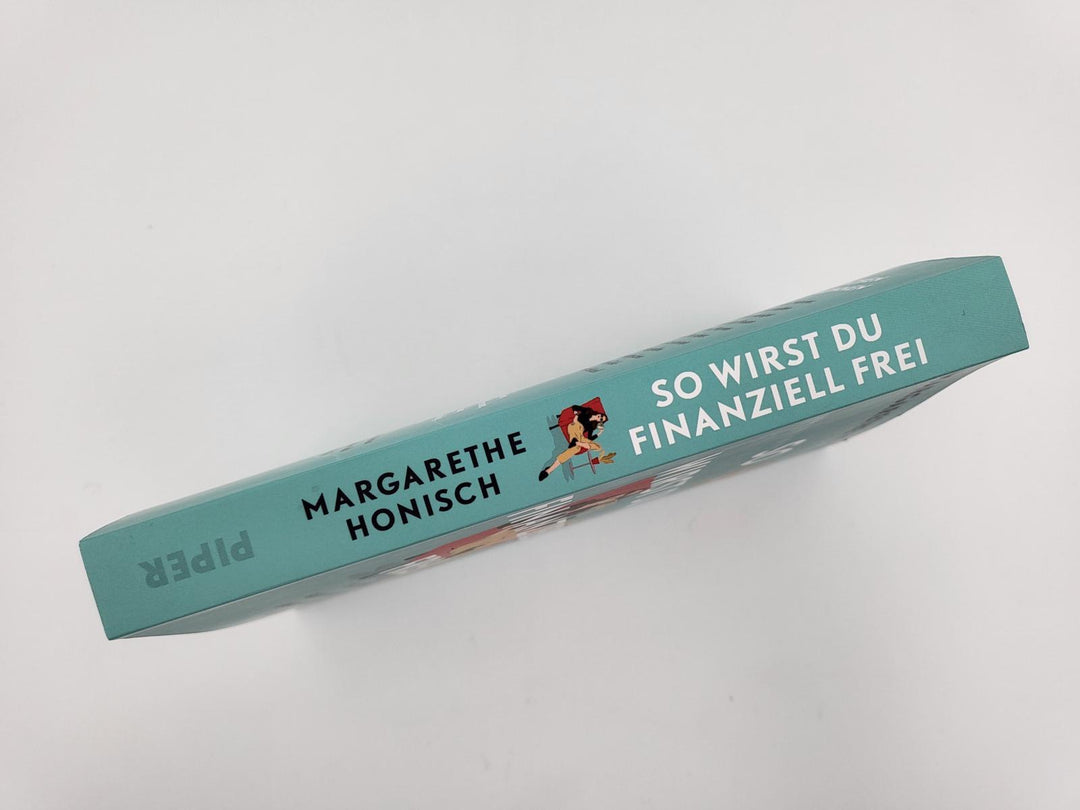 PIPER
MARGARETHE
HONISCH
SO WIRST DU
FINANZIELL FREI